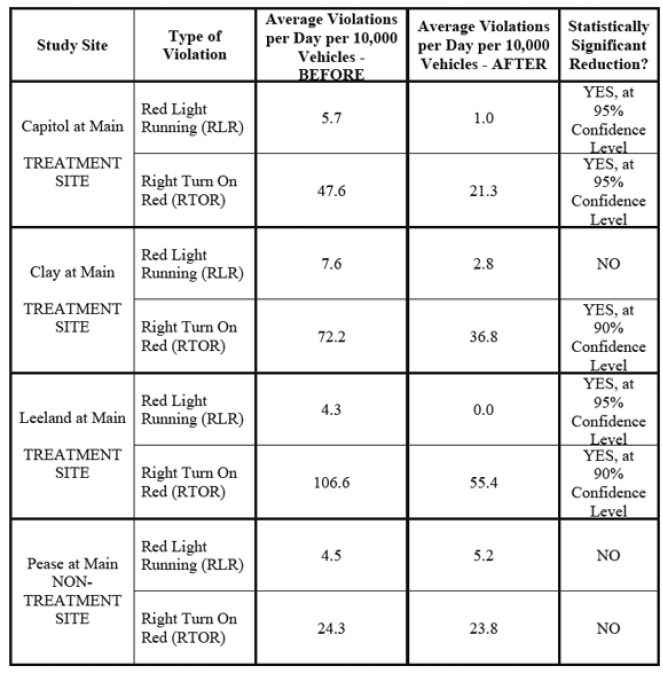 Study Site
Type of
Violation
Average Violations
per Day per 10,000
Vehicles -
BEFORE
Average Violations
per Day per 10,000
Vehicles - AFTER
Statistically
Significant
Reduction?
Capitol at Main
TREATMENT
SITE
Red Light
Running (RLR)
5.7
1.0
YES, at
95%
Confidence
Level
Right Turn On
Red (RTOR)
47.6
21.3
YES, at
95%
Confidence
Level
Clay at Main
TREATMENT
SITE
Red Light
Running (RLR)
7.6
2.8
NO
Right Turn On
Red (RTOR)
72.2
36.8
YES, at
90%
Confidence
Level
Leeland at Main
TREATMENT
SITE
Red Light
Running (RLR)
4.3
0.0
YES, at
95%
Confidence
Level
Right Turn On
Red (RTOR)
106.6
55.4
YES, at
90%
Confidence
Level
Pease at Main
NON-
TREATMENT
SITE
Red Light
Running (RLR)
4.5
5.2
NO
Right Turn On
Red (RTOR)
24.3
23.8
NO